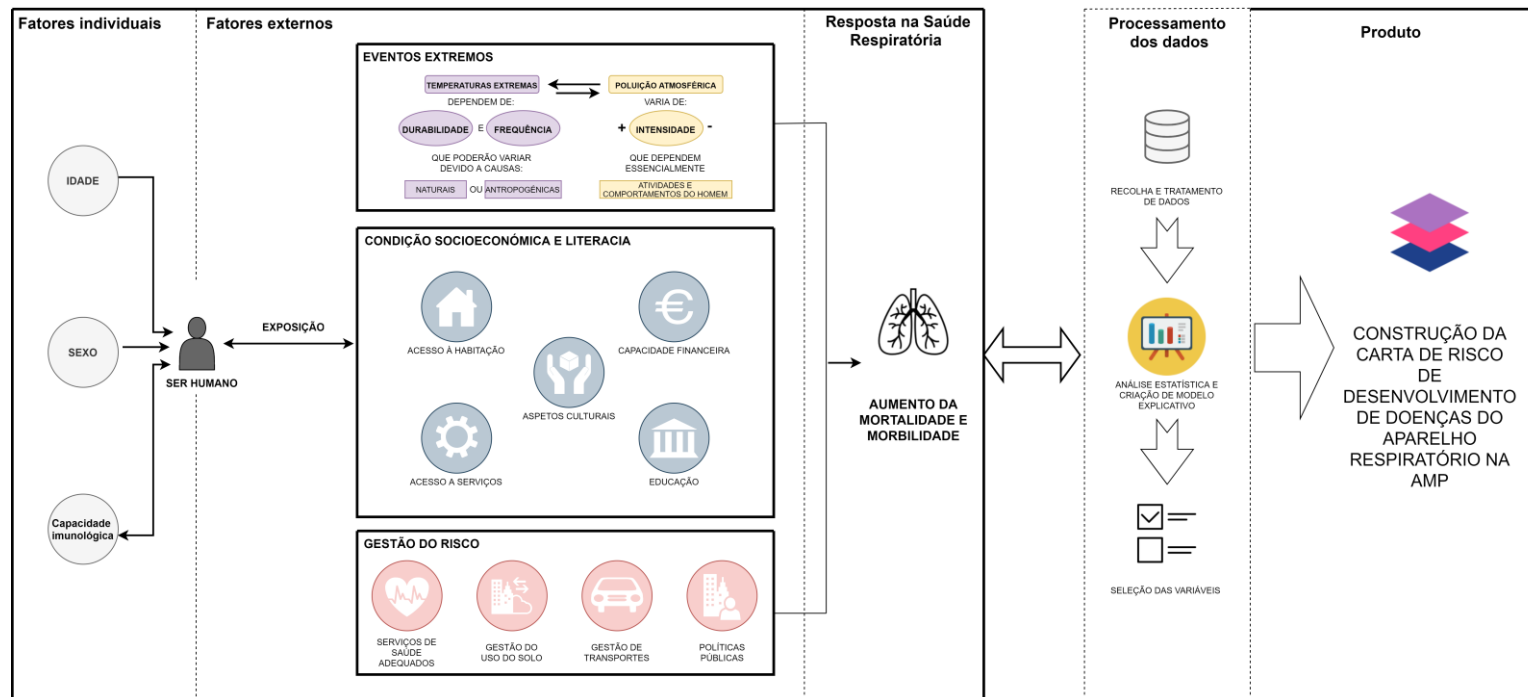 Fatores individuais
Fatores externos
Resposta na Saúde
Respiratória
Processamento
dos dados
Produto
IDADE
SEXO
Capacidade
imunológica
SER HUMANO
EXPOSIÇÃO
EVENTOS EXTREMOS
TEMPERATURAS EXTREMAS
POLUIÇÃO ATMOSFÉRICA
DEPENDEM DE:
VARIA DE:
DURABILIDADE
E
FREQUÊNCIA
+
INTENSIDADE
-
QUE PODERÃO VARIAR
DEVIDO A CAUSAS:
QUE DEPENDEM
ESSENCIALMENTE
NATURAIS
OU
ANTROPOGÉNICAS
ATIVIDADES E
COMPORTAMENTOS DO HOMEM
CONDIÇÃO SOCIOECONÓMICA E LITERACIA
ACESSO À HABITAÇÃO
CAPACIDADE FINANCEIRA
ASPETOS CULTURAIS
ACESSO A SERVIÇOS
EDUCAÇÃO
GESTÃO DO RISCO
SERVIÇOS DE
SAÚDE
ADEQUADOS
GESTÃO DO
USO DO SOLO
GESTÃO DE
TRANSPORTES
POLÍTICAS
PÚBLICAS
AUMENTO DA
MORTALIDADE E
MORBILIDADE
RECOLHA E TRATAMENTO
DE DADOS
ANÁLISE ESTATÍSTICA E
CRIAÇÃO DE MODELO
EXPLICATIVO
SELEÇÃO DAS VARIÁVEIS
CONSTRUÇÃO DA
CARTA DE RISCO
DE
DESENVOLVIMENTO
DE DOENÇAS DO
APARELHO
RESPIRATÓRIO NA
AMP